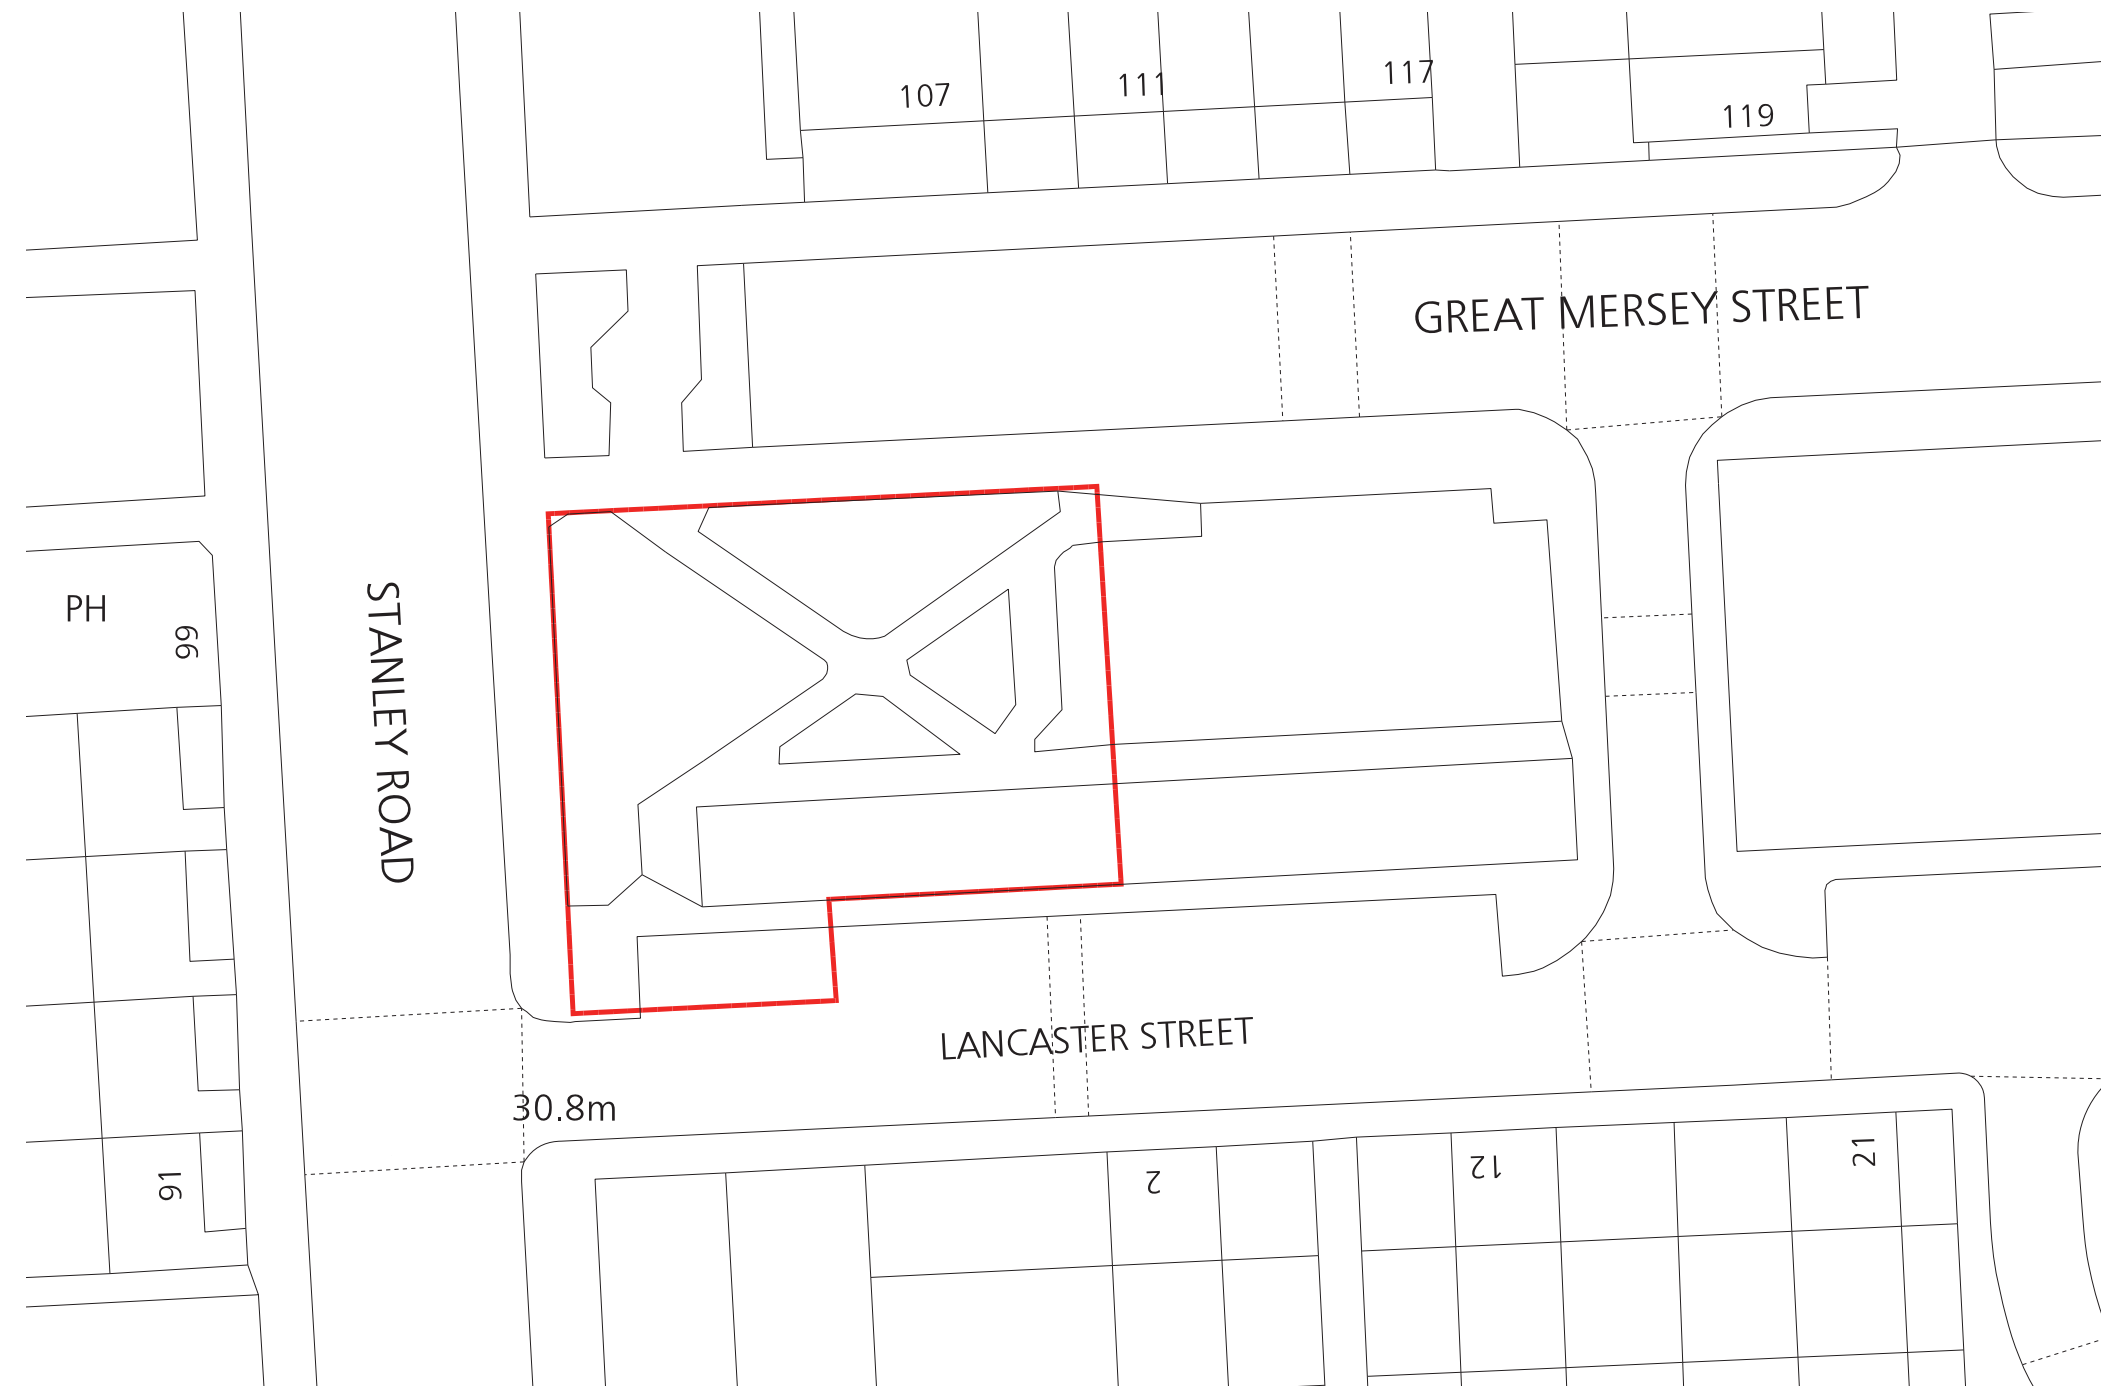 107
111
117
119
GREAT MERSEY STREET
PH
99
STANLEY ROAD
LANCASTER STREET
30.8m
91
2
12
21